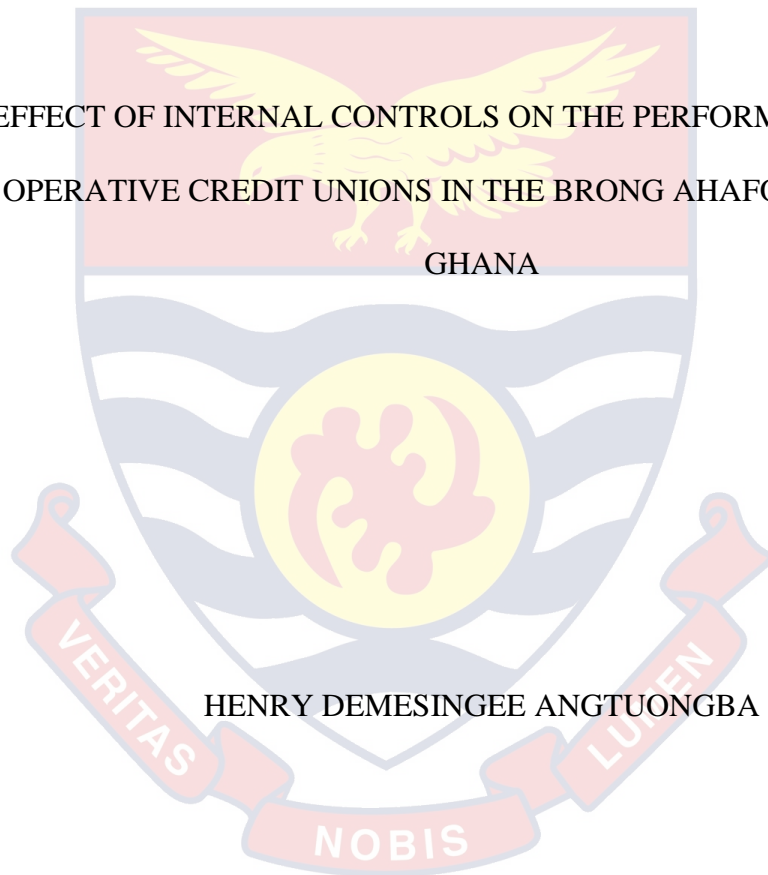 EFFECT OF INTERNAL CONTROLS ON THE PERFORM
OPERATIVE CREDIT UNIONS IN THE BRONG AHAFO
GHANA
HENRY DEMESINGEE ANGTUONGBA
VERITAS
NOBIS
LUMEN